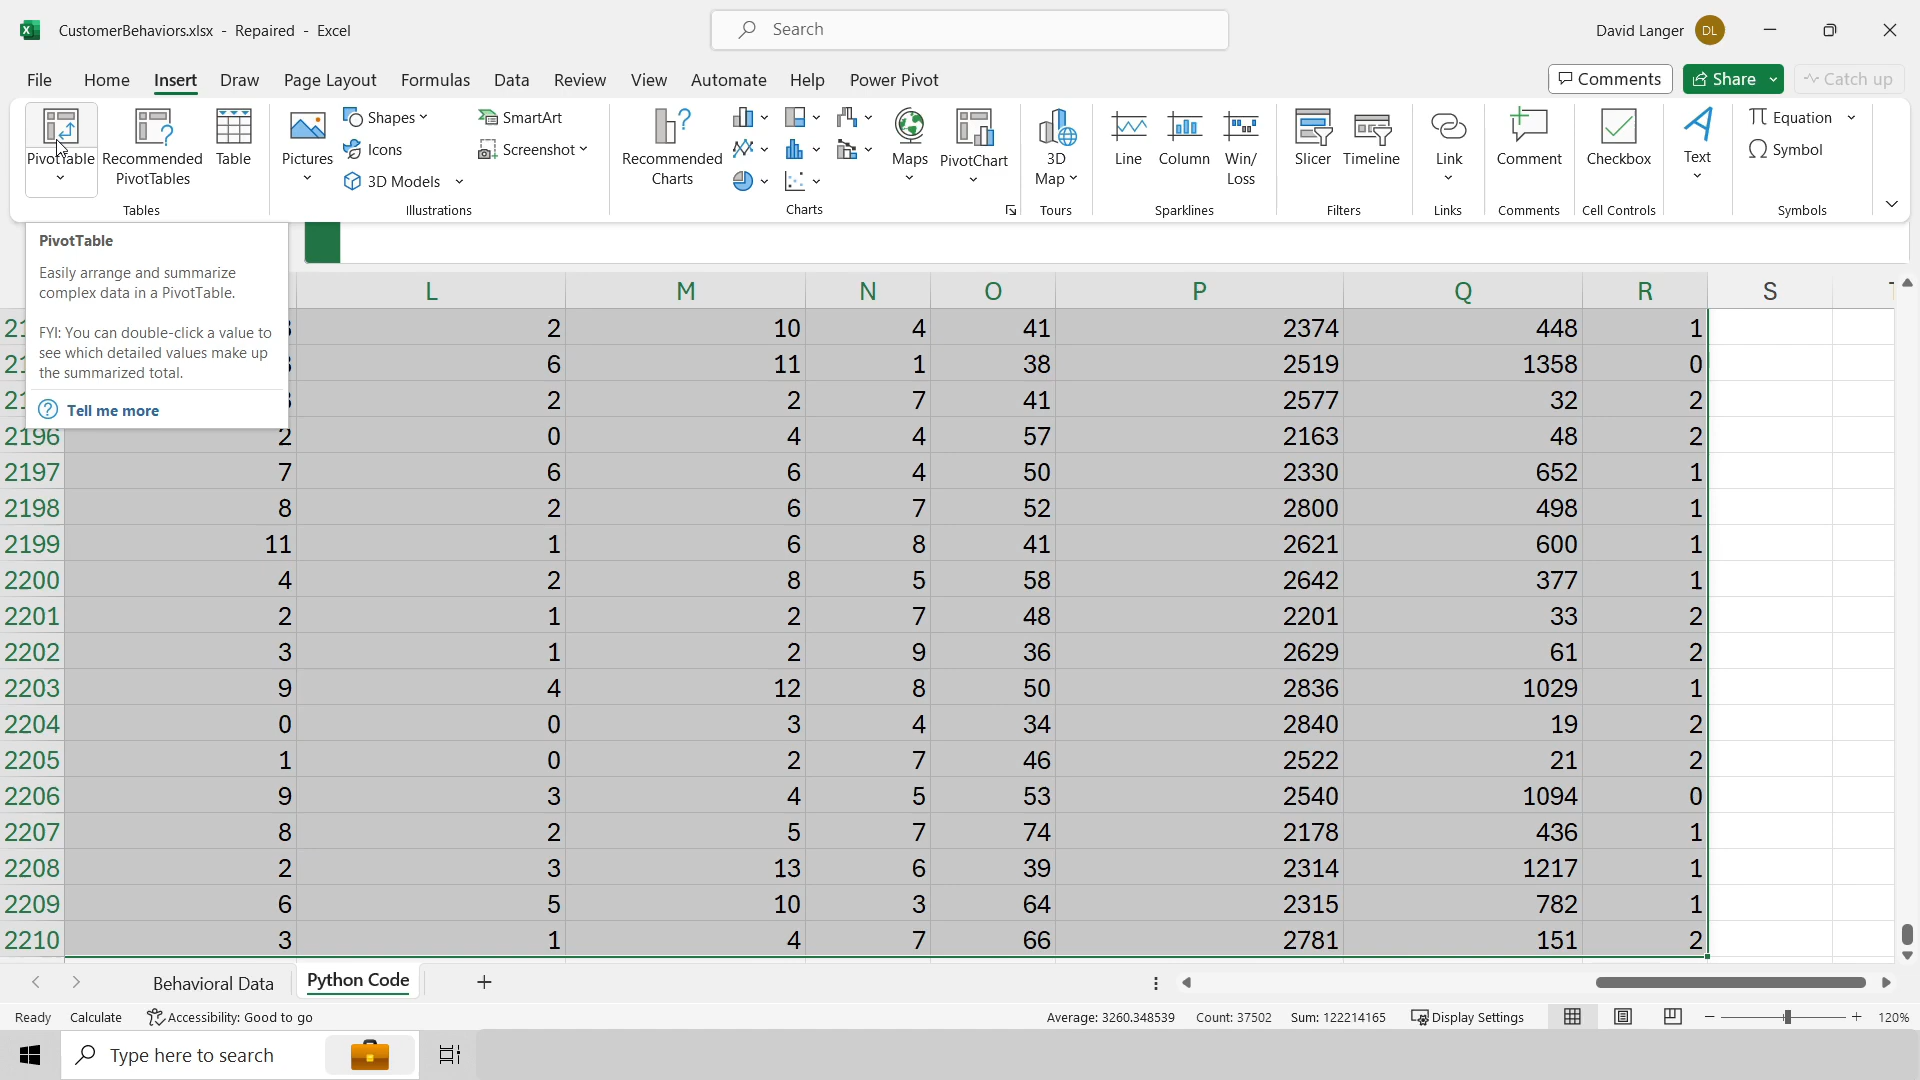 CustomerBehaviors.xlsx - Repaired - Excel
Search
David Langer DL
File Home Insert Draw Page Layout Formulas Data Review View Automate Help Power Pivot
Comments Share Catch up
PivotTable
Recommended PivotTables
Table
Tables
Pictures
Shapes
Icons
3D Models
SmartArt
Screenshot
Illustrations
Recommended Charts
Maps
PivotChart
Charts
3D Map
Tours
Line
Column
Win/Loss
Sparklines
Slicer
Timeline
Filters
Link
Links
Comment
Comments
Checkbox
Cell Controls
Text
Equation
Symbol
Symbols
PivotTable
Easily arrange and summarize
complex data in a PivotTable.
FYI: You can double-click a value to
see which detailed values make up
the summarized total.
Tell me more
L M N O P Q R S
2 10 4 41 2374 448 1
6 11 1 38 2519 1358 0
2 2 7 41 2577 32 2
2196 2 0 4 4 57 2163 48 2
2197 7 6 6 4 50 2330 652 1
2198 8 2 6 7 52 2800 498 1
2199 11 1 6 8 41 2621 600 1
2200 4 2 8 5 58 2642 377 1
2201 2 1 2 7 48 2201 33 2
2202 3 1 2 9 36 2629 61 2
2203 9 4 12 8 50 2836 1029 1
2204 0 0 3 4 34 2840 19 2
2205 1 0 2 7 46 2522 21 2
2206 9 3 4 5 53 2540 1094 0
2207 8 2 5 7 74 2178 436 1
2208 2 3 13 6 39 2314 1217 1
2209 6 5 10 3 64 2315 782 1
2210 3 1 4 7 66 2781 151 2
Behavioral Data Python Code
Ready Calculate Accessibility: Good to go Average: 3260.348539 Count: 37502 Sum: 122214165 Display Settings 120%
Type here to search